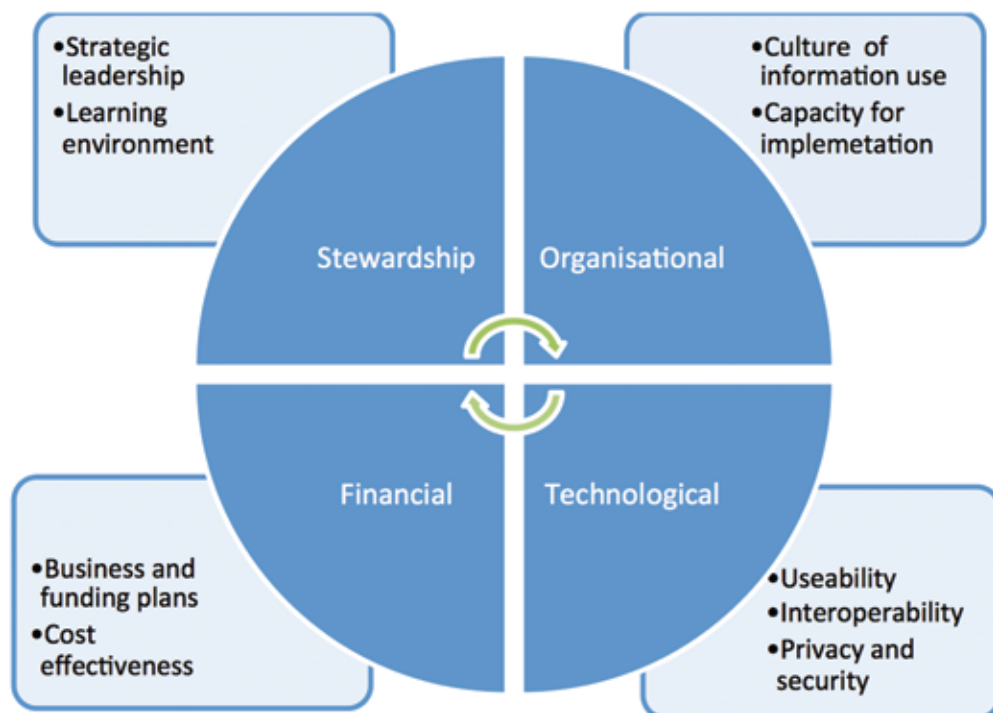 •Strategic
leadership
•Learning
environment
•Culture of
information use
•Capacity for
implemetation
Stewardship
Organisational
Financial
Technological
•Business and
funding plans
•Cost
effectiveness
•Useability
•Interoperability
•Privacy and
security